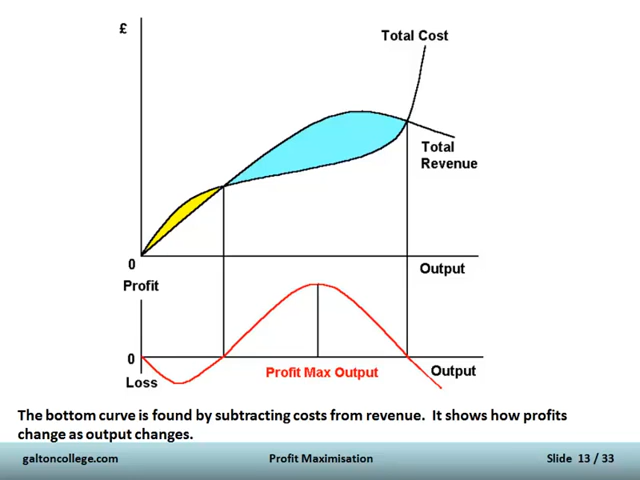 £
Total Cost
Total
Revenue
0
Output
Profit
0
Loss
Profit Max Output
Output
The bottom curve is found by subtracting costs from revenue.  It shows how profits
change as output changes.
galtoncollege.com
Profit Maximisation
Slide  13 / 33